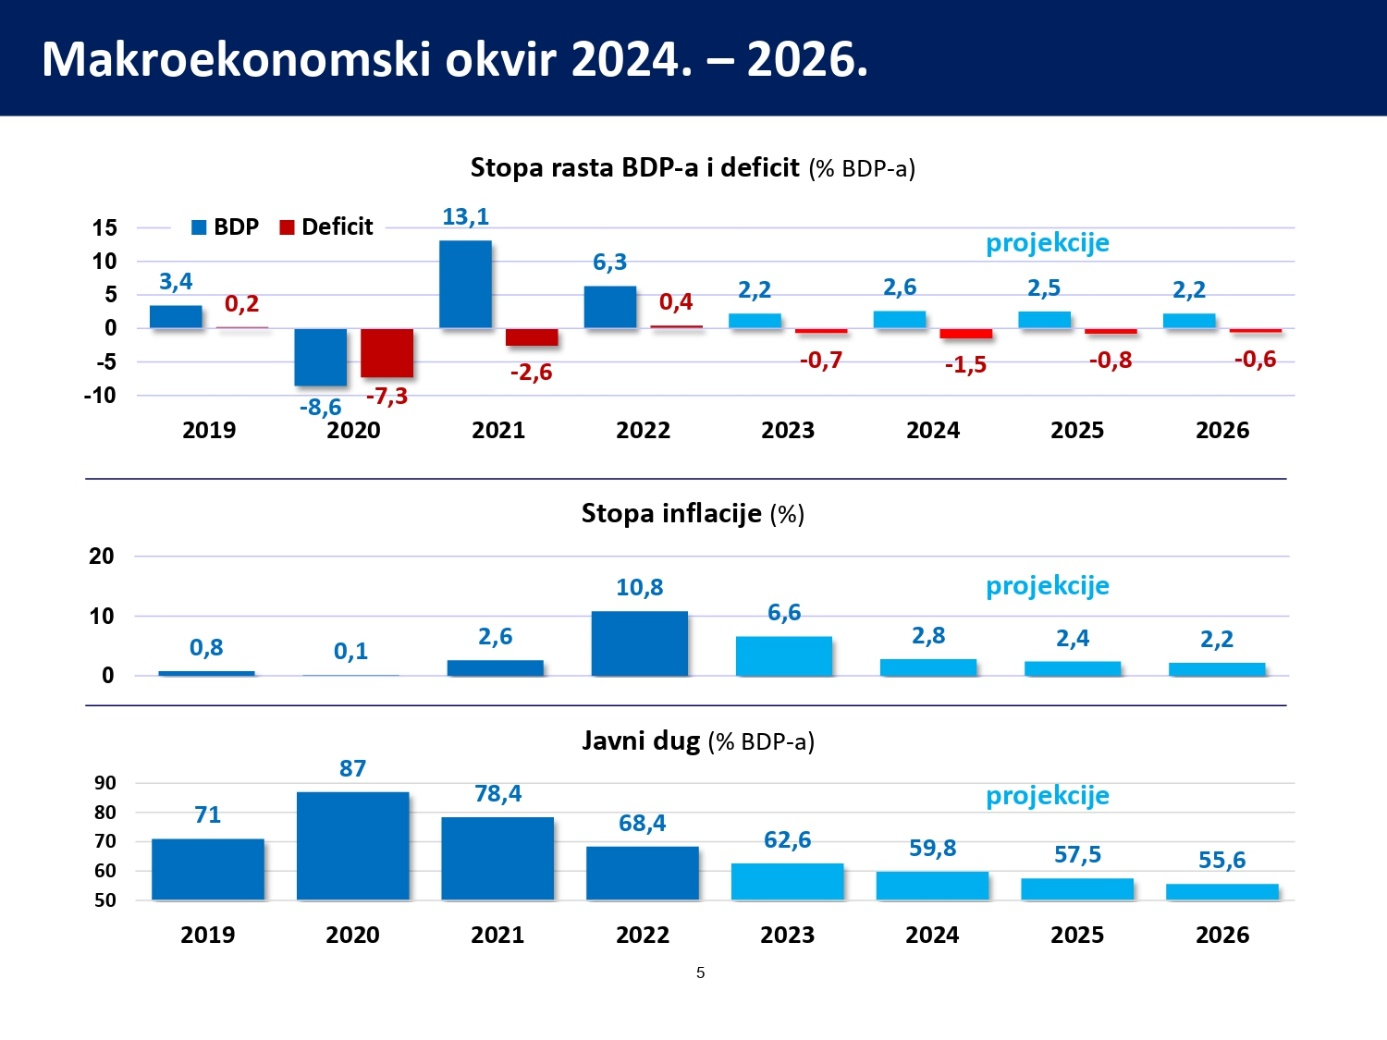 Makroekonomski okvir 2024. – 2026.
Stopa rasta BDP-a i deficit (% BDP-a)
BDP Deficit
projekcije
15
10
5
0
-5
-10
3,4 0,2 -8,6 -7,3 13,1 -2,6 6,3 0,4 2,2 -0,7 2,6 -1,5 2,5 -0,8 2,2 -0,6
2019 2020 2021 2022 2023 2024 2025 2026
Stopa inflacije (%)
projekcije
20
10
0
0,8 0,1 2,6 10,8 6,6 2,8 2,4 2,2
Javni dug (% BDP-a)
projekcije
90
80
70
60
50
71 87 78,4 68,4 62,6 59,8 57,5 55,6
2019 2020 2021 2022 2023 2024 2025 2026
5